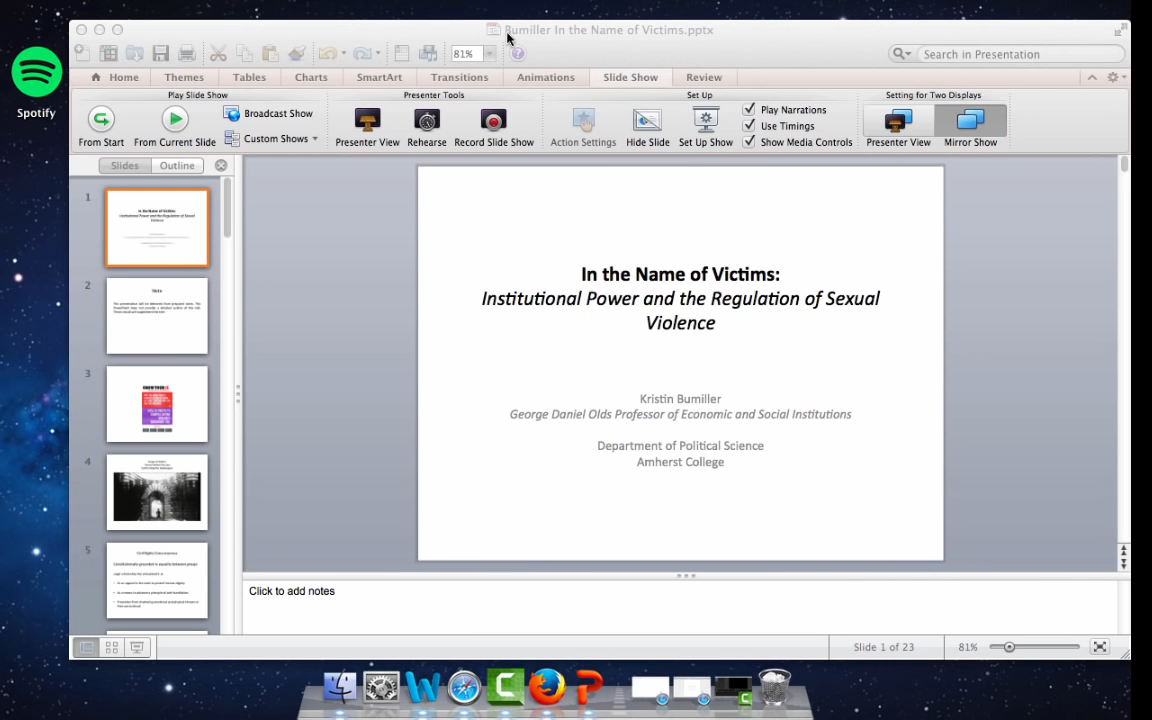 Bumiller In the Name of Victims.pptx
81%
Search in Presentation
Home Themes Tables Charts SmartArt Transitions Animations Slide Show Review
Play Slide Show Presenter Tools Set Up Setting for Two Displays
Broadcast Show
Custom Shows
From Start From Current Slide
Presenter View Rehearse Record Slide Show
Action Settings Hide Slide Set Up Show
Play Narrations
Use Timings
Show Media Controls
Presenter View Mirror Show
Spotify
Slides Outline
1
2
3
4
5
In the Name of Victims:
Institutional Power and the Regulation of Sexual
Violence
Kristin Bumiller
George Daniel Olds Professor of Economic and Social Institutions
Department of Political Science
Amherst College
Click to add notes
Slide 1 of 23
81%